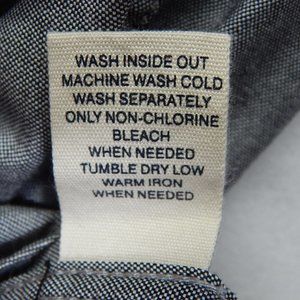 WASH INSIDE OUT
MACHINE WASH COLD
WASH SEPARATELY
ONLY NON-CHLORINE
BLEACH
WHEN NEEDED
TUMBLE DRY LOW
WARM IRON
WHEN NEEDED